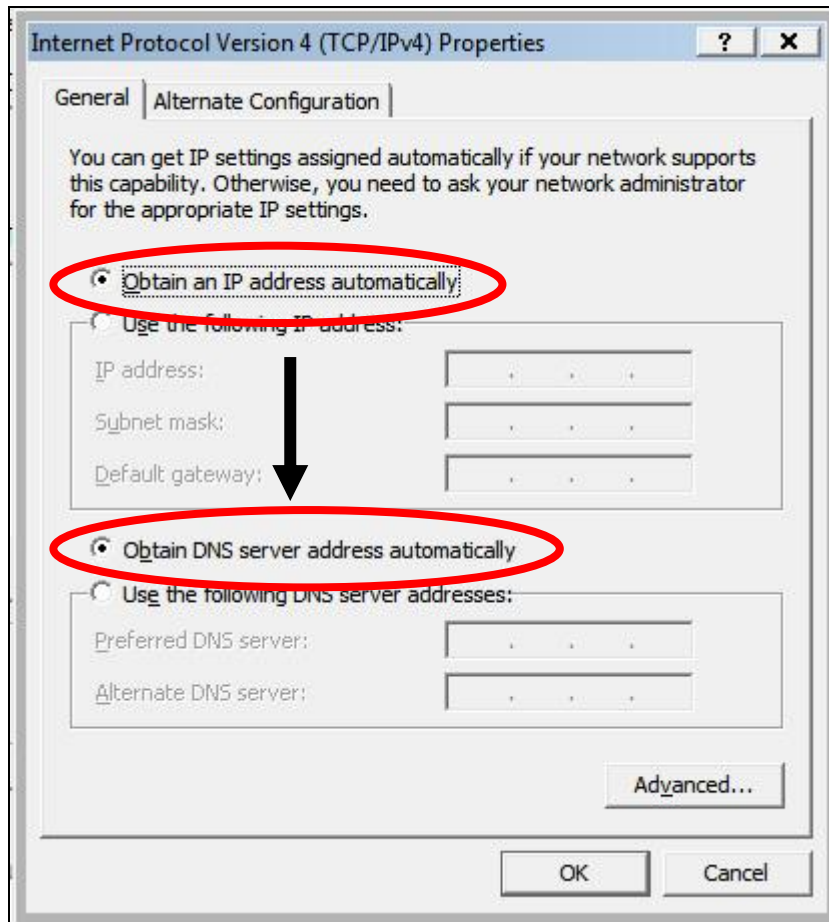 Internet Protocol Version 4 (TCP/IPv4) Properties ? X
General Alternate Configuration
You can get IP settings assigned automatically if your network supports
this capability. Otherwise, you need to ask your network administrator
for the appropriate IP settings.
Obtain an IP address automatically
Use the following IP address:
IP address: . . .
Subnet mask: . . .
Default gateway: . . .
Obtain DNS server address automatically
Use the following DNS server addresses:
Preferred DNS server: . . .
Alternate DNS server: . . .
Advanced...
OK Cancel